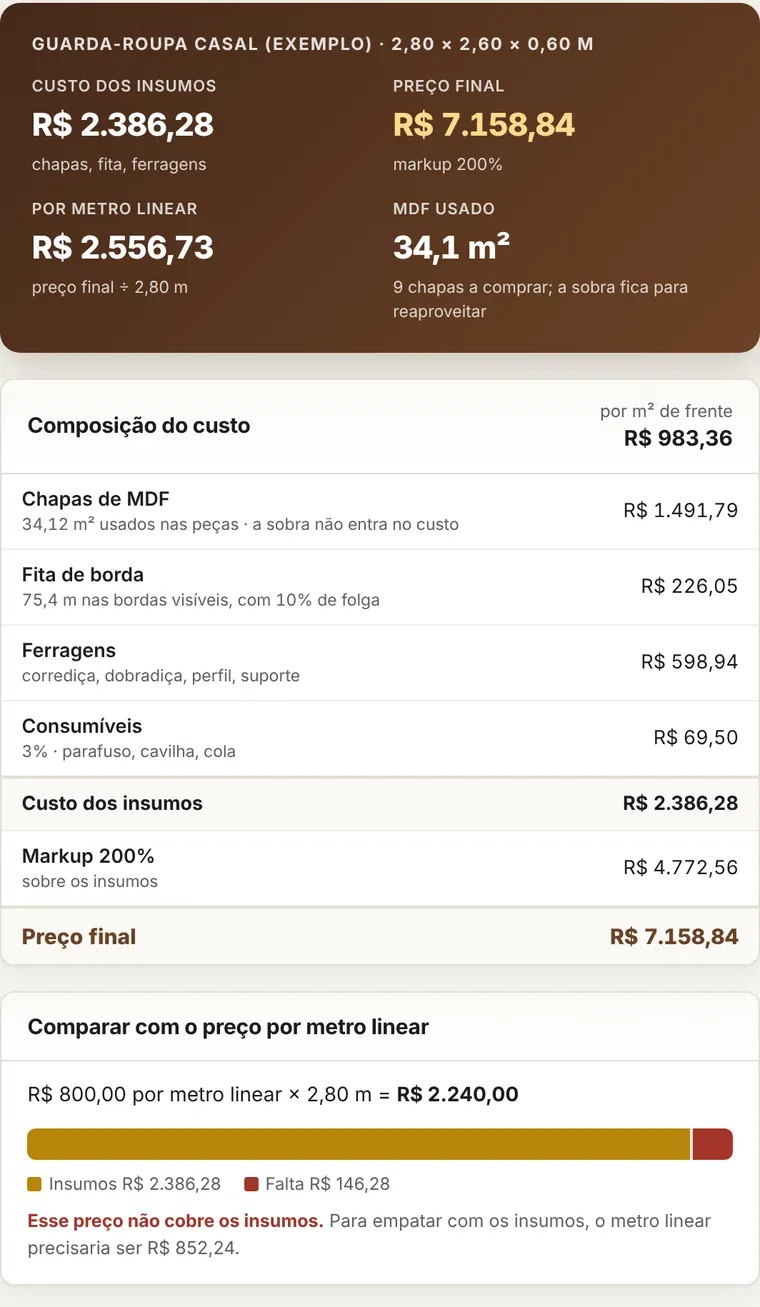 GUARDA-ROUPA CASAL (EXEMPLO) · 2,80 × 2,60 × 0,60 M
CUSTO DOS INSUMOS
R$ 2.386,28
chapas, fita, ferragens
PREÇO FINAL
R$ 7.158,84
markup 200%
POR METRO LINEAR
R$ 2.556,73
preço final ÷ 2,80 m
MDF USADO
34,1 m²
9 chapas a comprar; a sobra fica para
reaproveitar
Composição do custo
por m² de frente
R$ 983,36
Chapas de MDF
34,12 m² usados nas peças · a sobra não entra no custo
R$ 1.491,79
Fita de borda
75,4 m nas bordas visíveis, com 10% de folga
R$ 226,05
Ferragens
corrediça, dobradiça, perfil, suporte
R$ 598,94
Consumíveis
3% · parafuso, cavilha, cola
R$ 69,50
Custo dos insumos
R$ 2.386,28
Markup 200%
sobre os insumos
R$ 4.772,56
Preço final
R$ 7.158,84
Comparar com o preço por metro linear
R$ 800,00 por metro linear × 2,80 m = R$ 2.240,00
Insumos R$ 2.386,28
Falta R$ 146,28
Esse preço não cobre os insumos. Para empatar com os insumos, o metro linear
precisaria ser R$ 852,24.